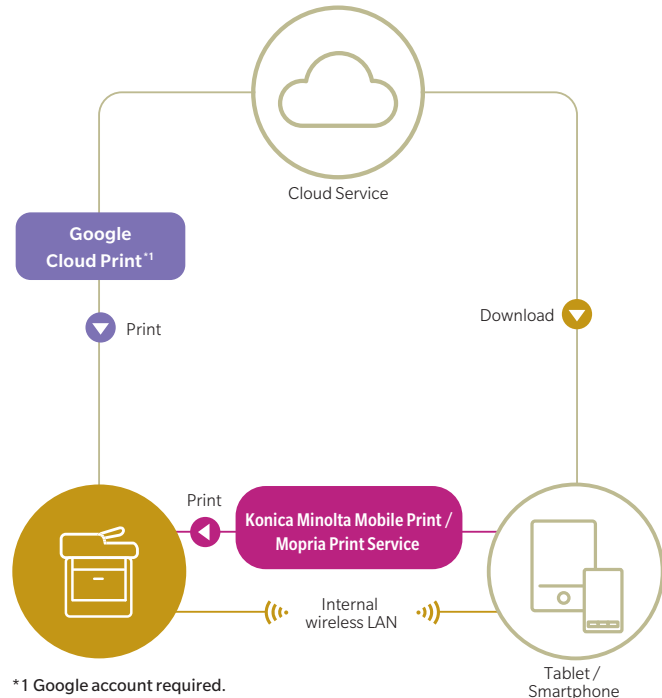 Cloud Service
Google
Cloud Print*1
Print
Download
Print
Konica Minolta Mobile Print /
Mopria Print Service
Internal
wireless LAN
Tablet /
Smartphone
*1 Google account required.